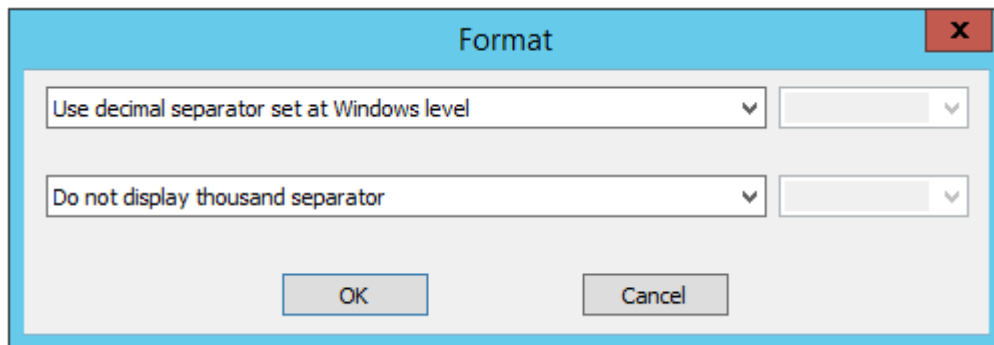 Format
x
Use decimal separator set at Windows level
Do not display thousand separator
OK
Cancel